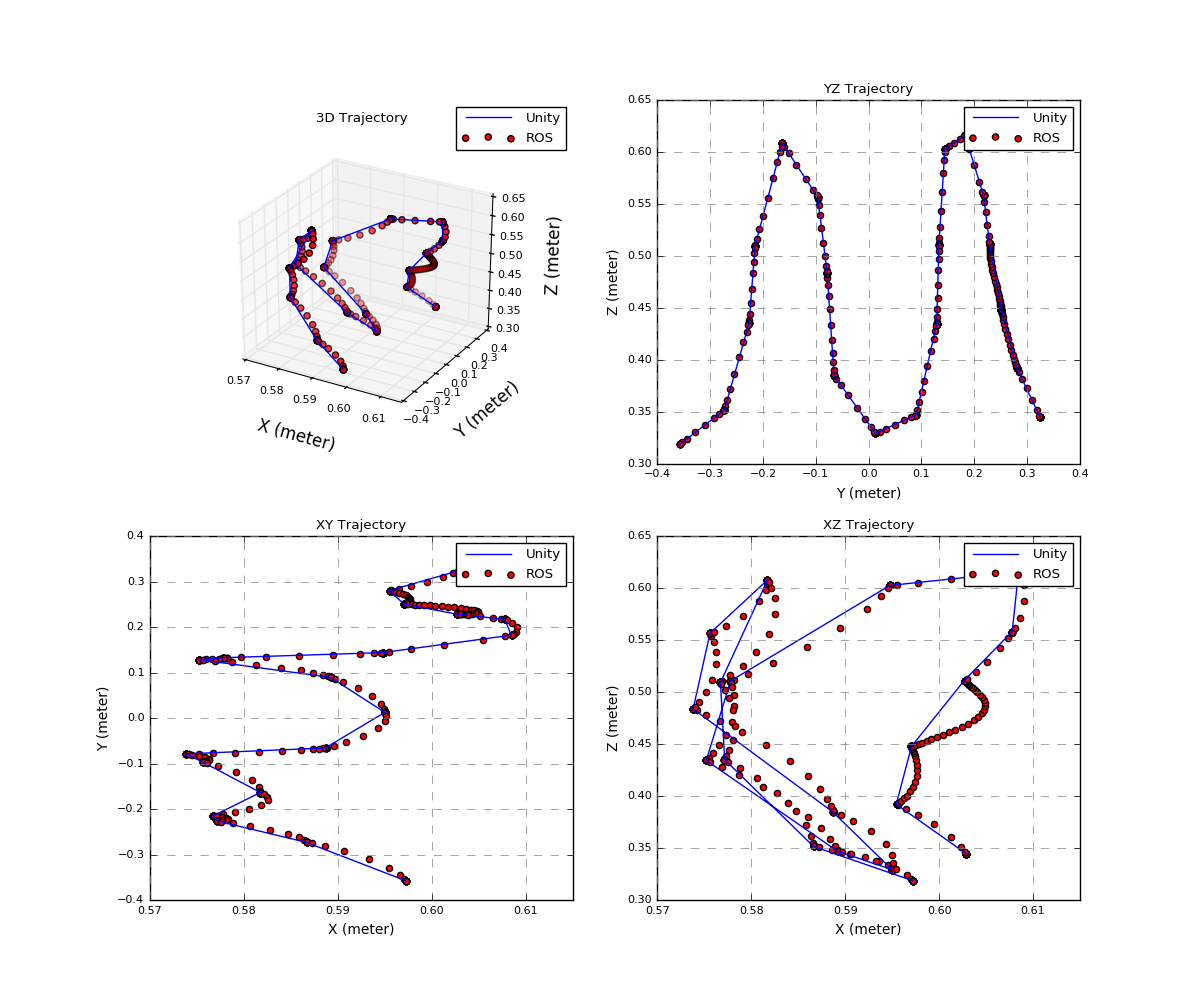 3D Trajectory
Unity
ROS
0.65
0.60
0.55
0.50
0.45
0.40
0.35
0.30
Z (meter)
0.57
0.58
0.59
0.60
0.61
X (meter)
−0.4
−0.3
−0.2
−0.1
0.0
0.1
0.2
0.3
0.4
Y (meter)
YZ Trajectory
Unity
ROS
0.65
0.60
0.55
0.50
0.45
0.40
0.35
0.30
Z (meter)
−0.4 −0.3 −0.2 −0.1 0.0 0.1 0.2 0.3 0.4
Y (meter)
XY Trajectory
Unity
ROS
0.4
0.3
0.2
0.1
0.0
−0.1
−0.2
−0.3
−0.4
Y (meter)
0.57 0.58 0.59 0.60 0.61
X (meter)
XZ Trajectory
Unity
ROS
0.65
0.60
0.55
0.50
0.45
0.40
0.35
0.30
Z (meter)
0.57 0.58 0.59 0.60 0.61
X (meter)